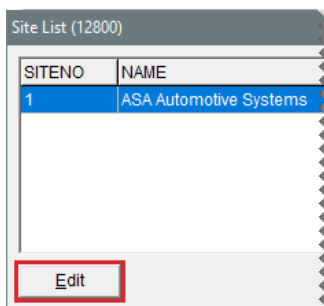 Site List (12800)
SITENO NAME
1 ASA Automotive Systems
Edit